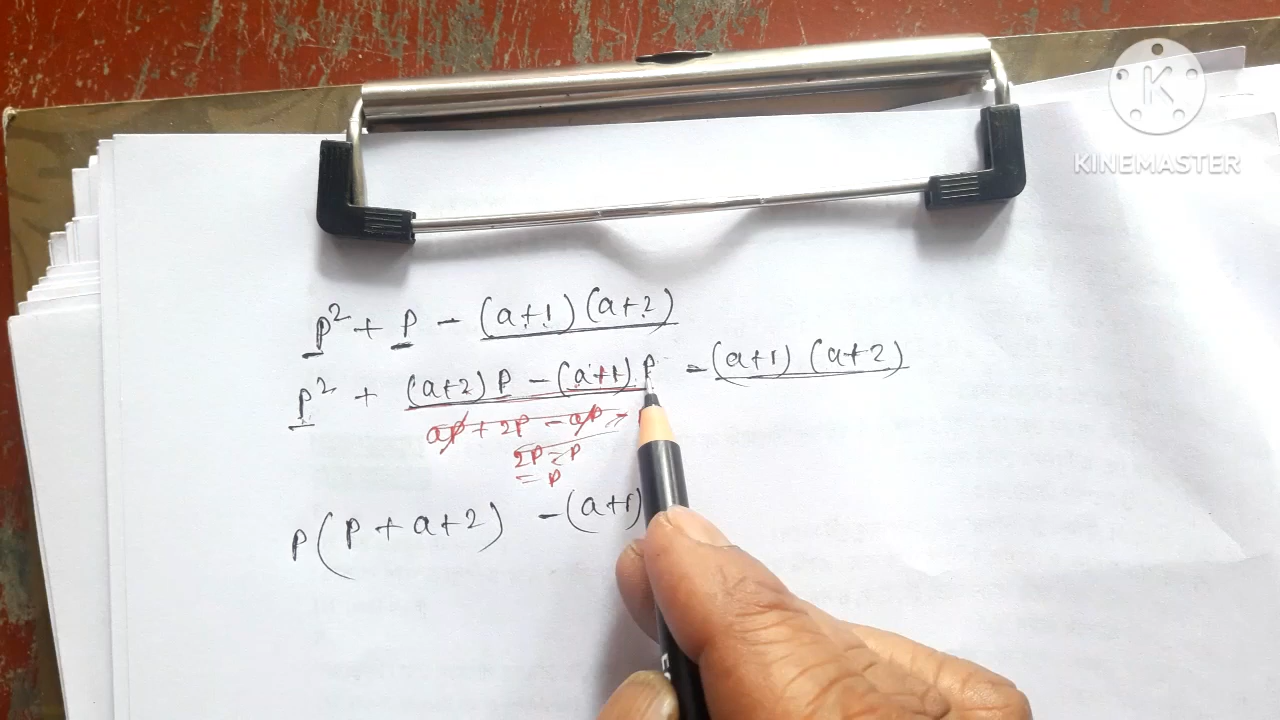 KINEMASTER
p² + p - (a+1)(a+2)
p² + (a+2)p - (a+1)p - (a+1)(a+2)
ap + 2p - ap -
2p - p
= p
p(p + a + 2) - (a+1)